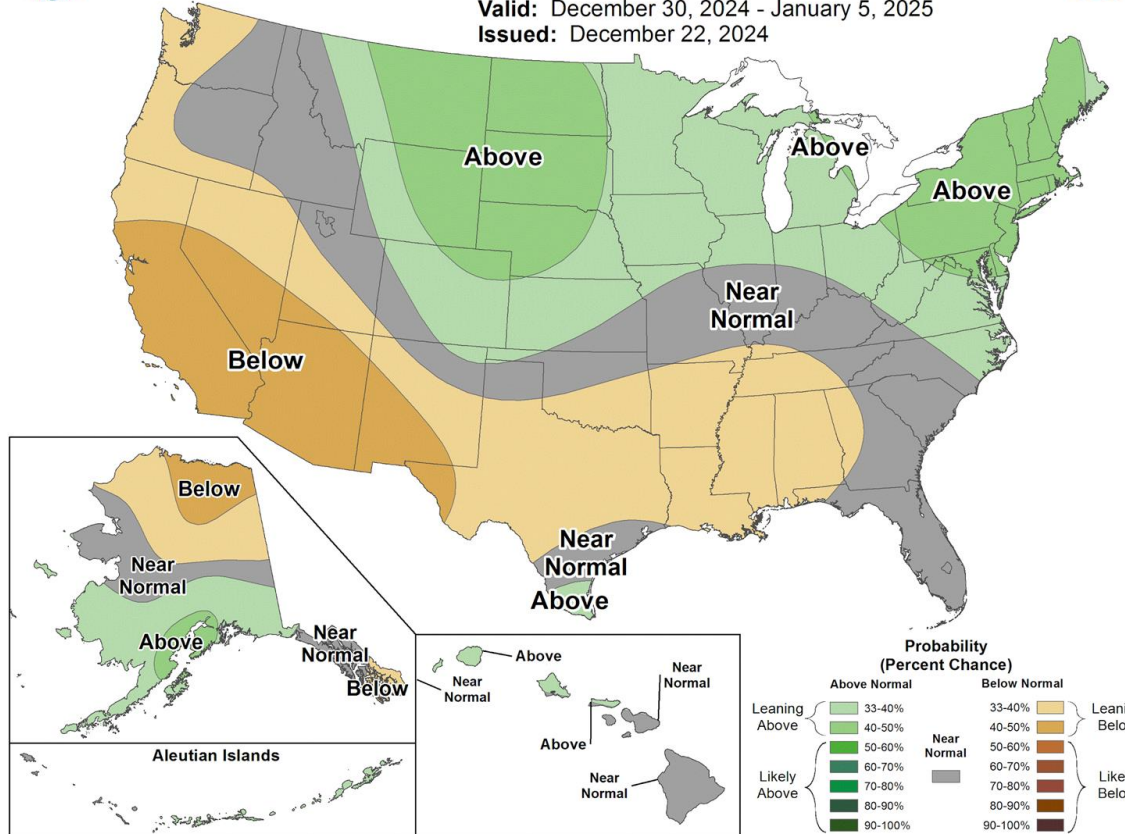 Valid: December 30, 2024 - January 5, 2025
Issued: December 22, 2024
Above
Above
Above
Near
Normal
Below
Near
Normal
Above
Below
Near
Normal
Above
Near
Normal
Below
Aleutian Islands
Above
Near
Normal
Near
Normal
Above
Near
Normal
Probability
(Percent Chance)
Above Normal
Below Normal
Leaning
Above
33-40%
40-50%
50-60%
60-70%
70-80%
80-90%
90-100%
Likely
Above
Near
Normal
33-40%
40-50%
50-60%
60-70%
70-80%
80-90%
90-100%
Leani
Belo
Likel
Belo